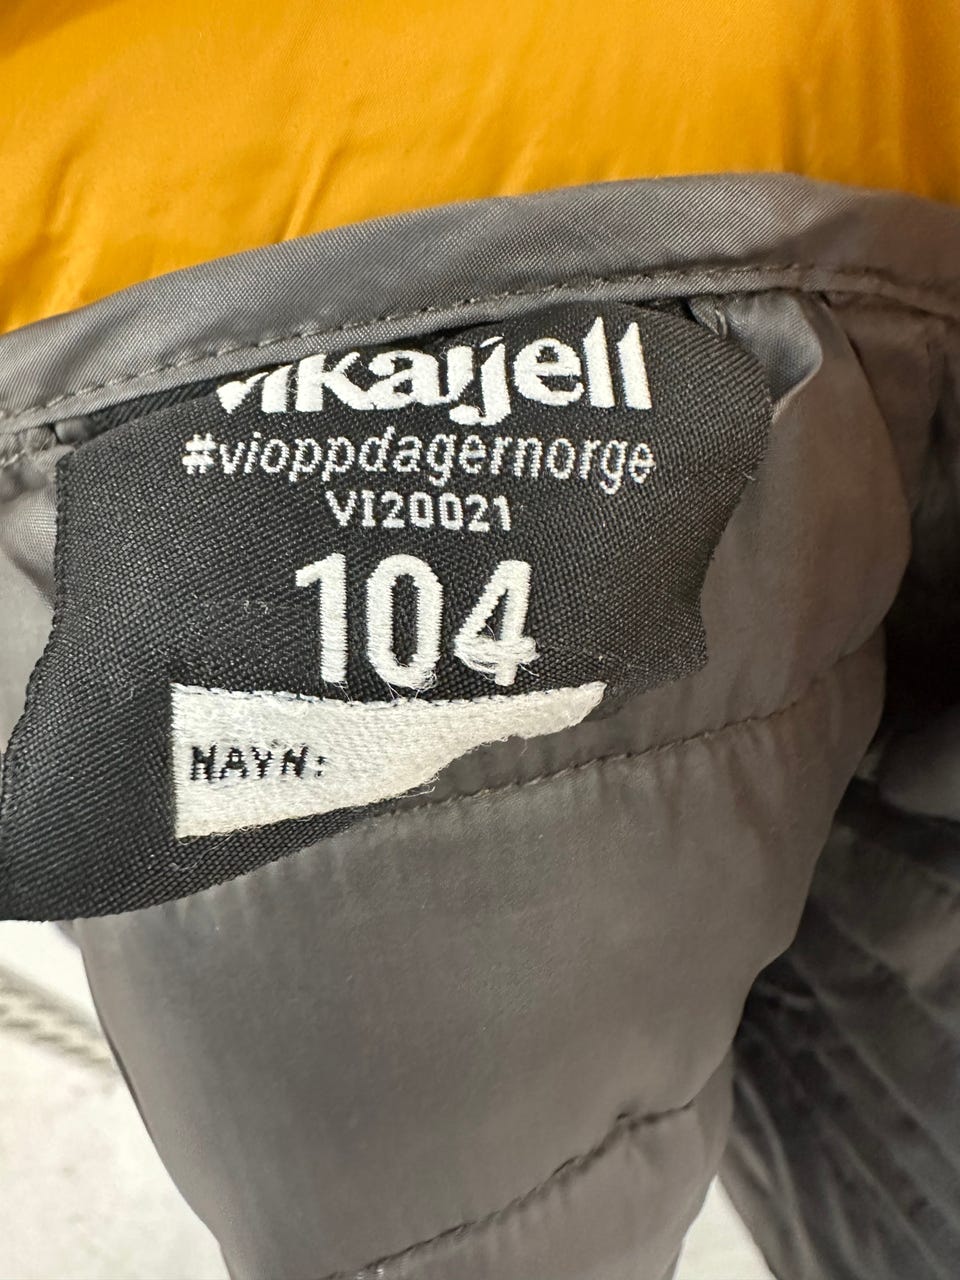 vikafjell
#vioppdagernorge
VI20021
104
NAVN: